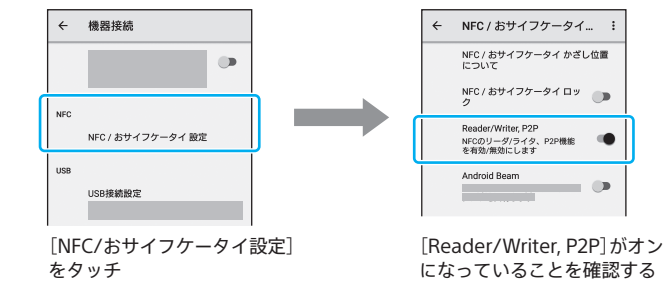 ← 機器接続
NFC
NFC / おサイフケータイ 設定
USB
USB接続設定
[NFC/おサイフケータイ設定]
をタッチ
← NFC / おサイフケータイ... ⋮
NFC / おサイフケータイ かざし位置
について
NFC / おサイフケータイ ロッ
ク
Reader/Writer, P2P
NFCのリーダ/ライタ、P2P機能
を有効/無効にします
Android Beam
[Reader/Writer, P2P]がオン
になっていることを確認する